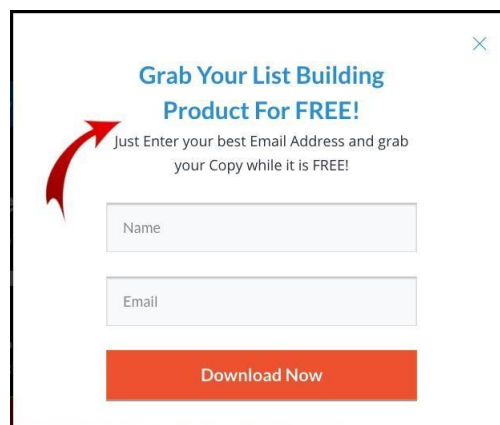 Grab Your List Building
Product For FREE!
Just Enter your best Email Address and grab
your Copy while it is FREE!
Name
Email
Download Now